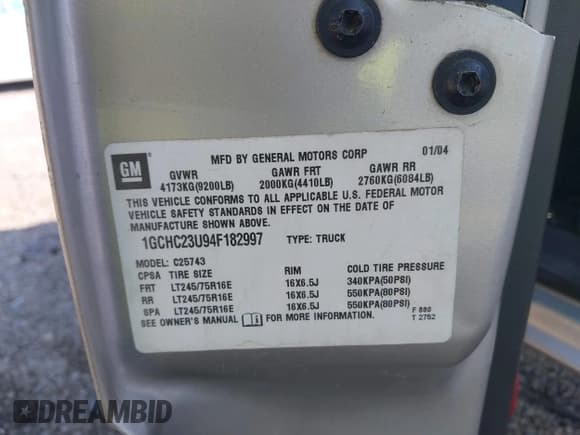 GM
MFD BY GENERAL MOTORS CORP 01/04
GVWR GAWR FRT GAWR RR
4173KG(9200LB) 2000KG(4410LB) 2760KG(6084LB)
THIS VEHICLE CONFORMS TO ALL APPLICABLE U.S. FEDERAL MOTOR
VEHICLE SAFETY STANDARDS IN EFFECT ON THE DATE OF
MANUFACTURE SHOWN ABOVE.
1GCHC23U94F182997 TYPE: TRUCK
MODEL: C25743
CPSA TIRE SIZE RIM COLD TIRE PRESSURE
FRT LT245/75R16E 16X6.5J 340KPA(50PSI)
RR LT245/75R16E 16X6.5J 550KPA(80PSI)
SPA LT245/75R16E 16X6.5J 550KPA(80PSI)
SEE OWNER'S MANUAL FOR MORE INFORMATION.
F 880
T 2752
DREAMBID